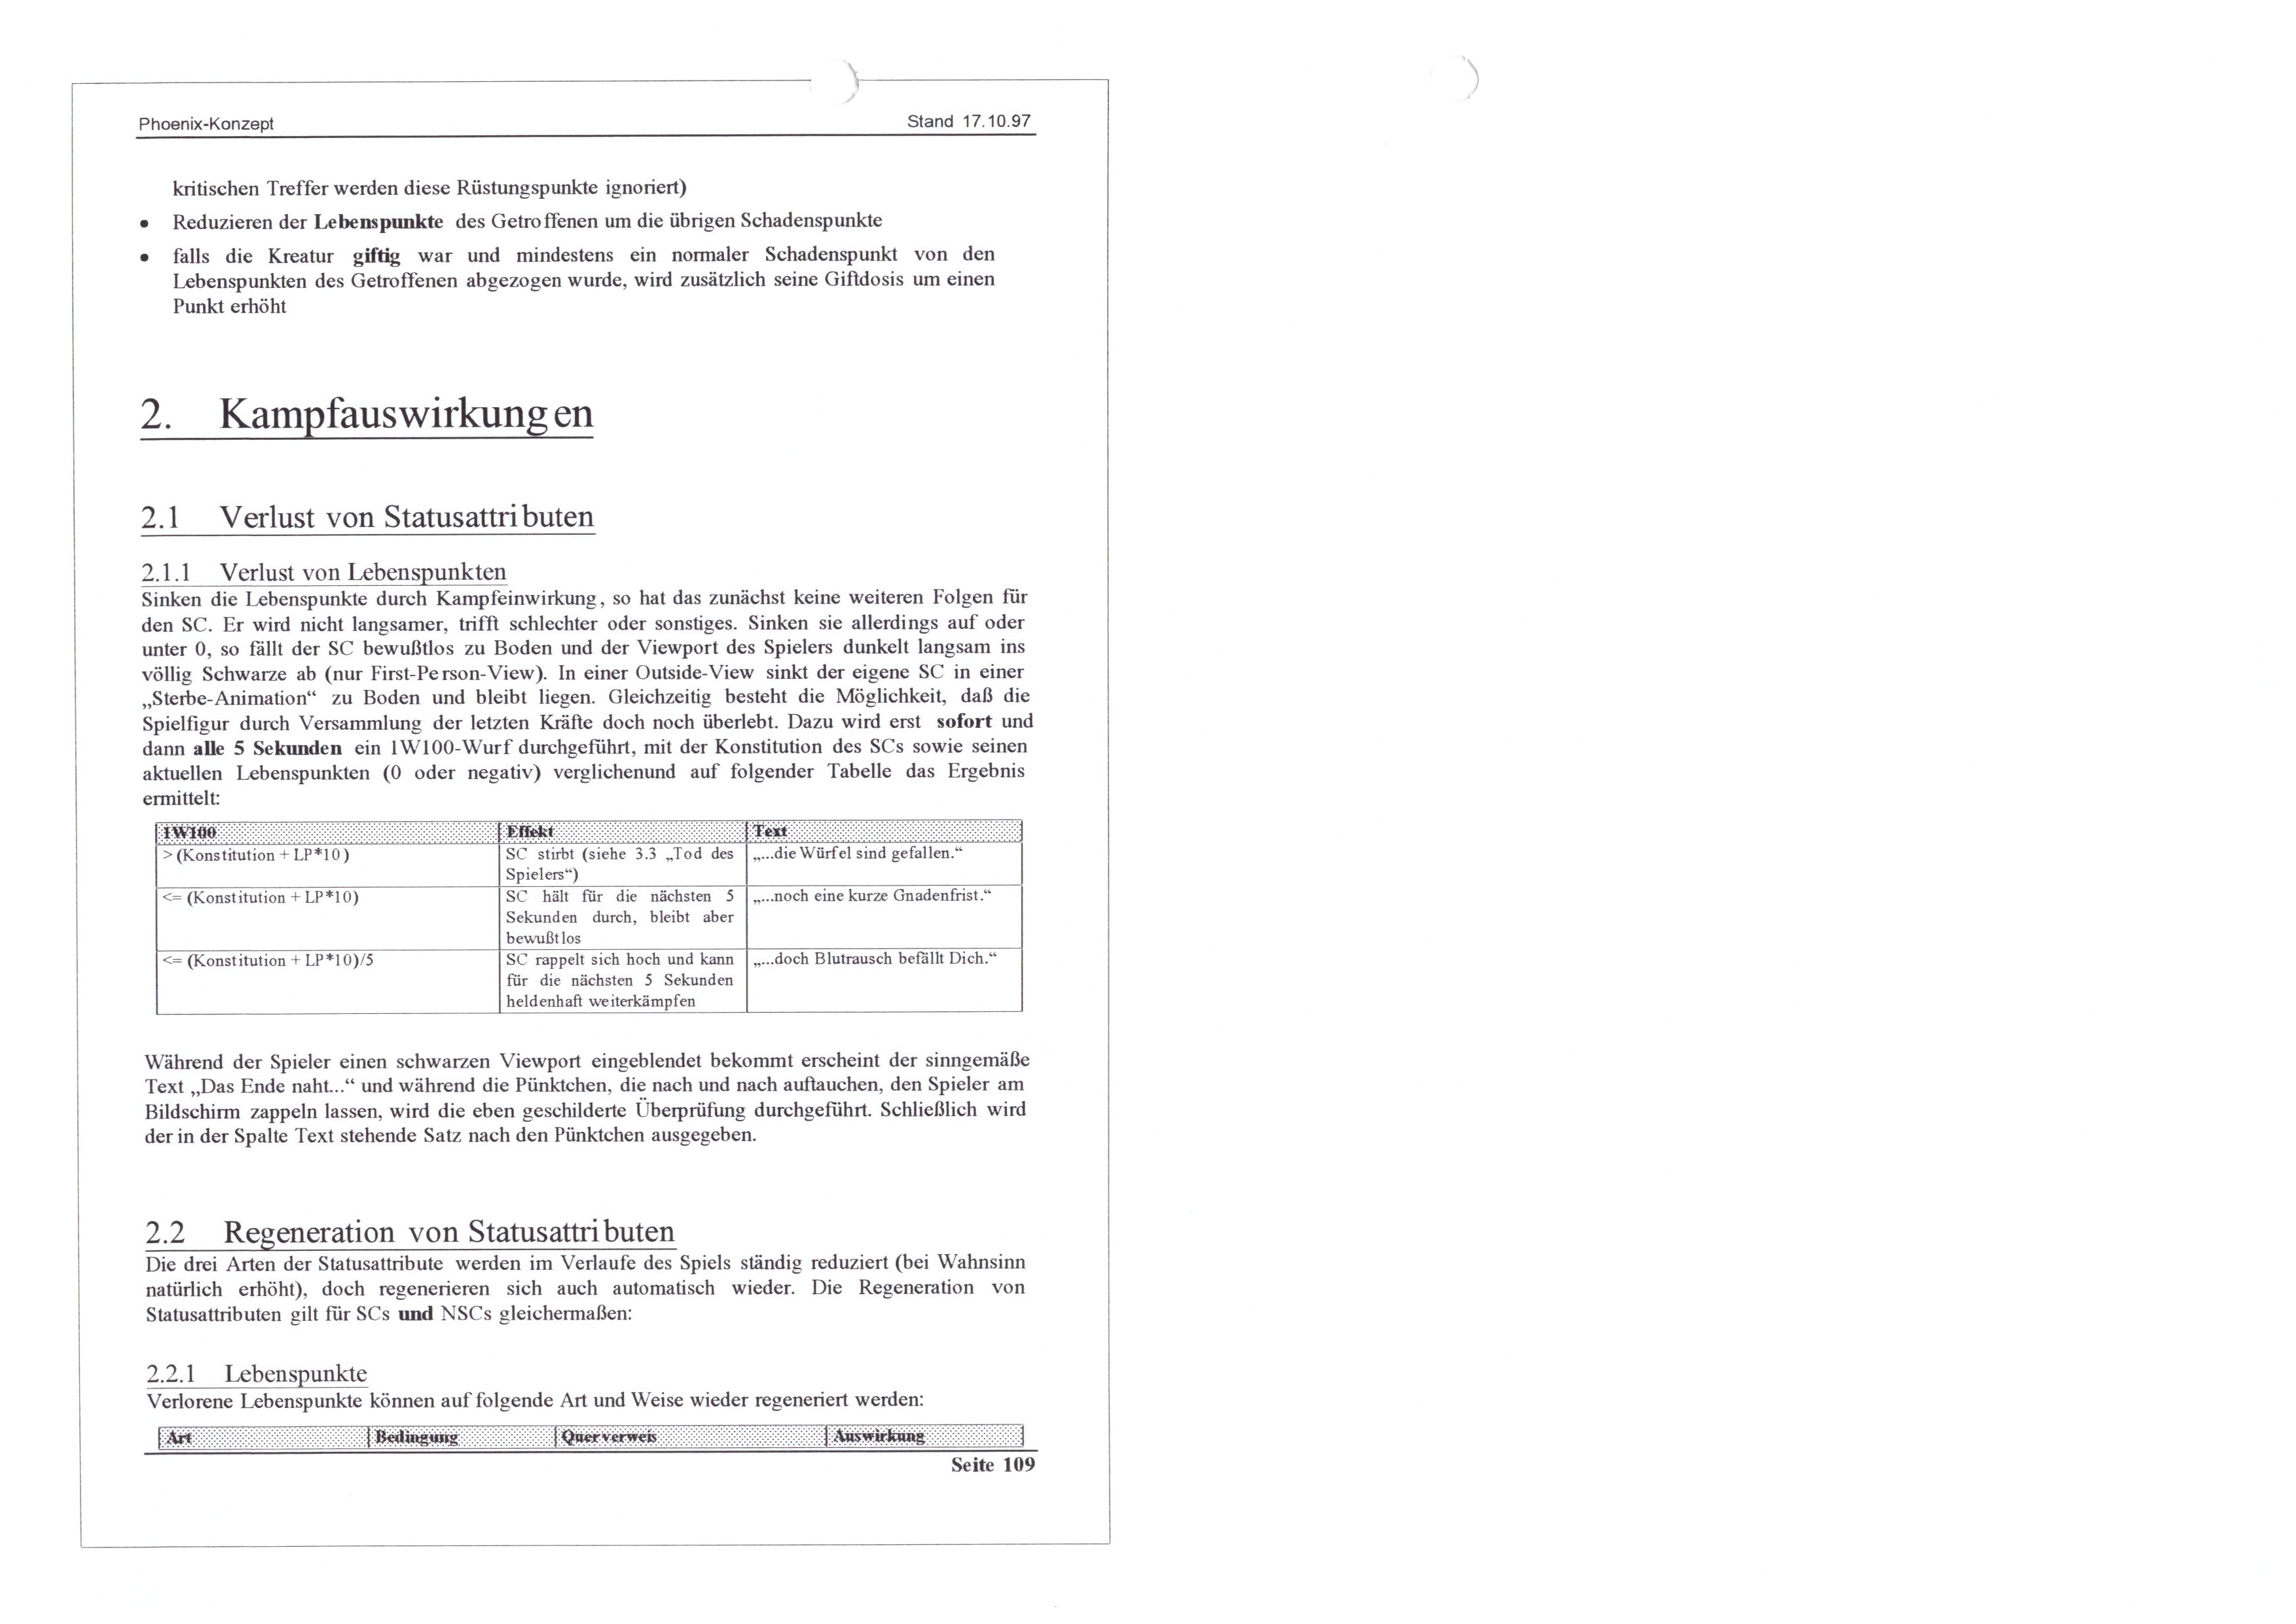 Phoenix-Konzept Stand 17.10.97
kritischen Treffer werden diese Rüstungspunkte ignoriert)
• Reduzieren der Lebenspunkte des Getroffenen um die übrigen Schadenspunkte
• falls die Kreatur giftig war und mindestens ein normaler Schadenspunkt von den
Lebenspunkten des Getroffenen abgezogen wurde, wird zusätzlich seine Giftdosis um einen
Punkt erhöht
2. Kampfauswirkungen
2.1 Verlust von Statusattributen
2.1.1 Verlust von Lebenspunkten
Sinken die Lebenspunkte durch Kampfeinwirkung, so hat das zunächst keine weiteren Folgen für
den SC. Er wird nicht langsamer, trifft schlechter oder sonstiges. Sinken sie allerdings auf oder
unter 0, so fällt der SC bewußtlos zu Boden und der Viewport des Spielers dunkelt langsam ins
völlig Schwarze ab (nur First-Person-View). In einer Outside-View sinkt der eigene SC in einer
„Sterbe-Animation“ zu Boden und bleibt liegen. Gleichzeitig besteht die Möglichkeit, daß die
Spielfigur durch Versammlung der letzten Kräfte doch noch überlebt. Dazu wird erst sofort und
dann alle 5 Sekunden ein 1W100-Wurf durchgeführt, mit der Konstitution des SCs sowie seinen
aktuellen Lebenspunkten (0 oder negativ) verglichenund auf folgender Tabelle das Ergebnis
ermittelt:
1W100 Effekt Text
> (Konstitution + LP*10) SC stirbt (siehe 3.3 „Tod des „...die Würfel sind gefallen.“
Spielers“)
<= (Konstitution + LP*10) SC hält für die nächsten 5 „...noch eine kurze Gnadenfrist.“
Sekunden durch, bleibt aber
bewußtlos
<= (Konstitution + LP*10)/5 SC rappelt sich hoch und kann „...doch Blutrausch befällt Dich.“
für die nächsten 5 Sekunden
heldenhaft weiterkämpfen
Während der Spieler einen schwarzen Viewport eingeblendet bekommt erscheint der sinngemäße
Text „Das Ende naht...“ und während die Pünktchen, die nach und nach auftauchen, den Spieler am
Bildschirm zappeln lassen, wird die eben geschilderte Überprüfung durchgeführt. Schließlich wird
der in der Spalte Text stehende Satz nach den Pünktchen ausgegeben.
2.2 Regeneration von Statusattributen
Die drei Arten der Statusattribute werden im Verlaufe des Spiels ständig reduziert (bei Wahnsinn
natürlich erhöht), doch regenerieren sich auch automatisch wieder. Die Regeneration von
Statusattributen gilt für SCs und NSCs gleichermaßen:
2.2.1 Lebenspunkte
Verlorene Lebenspunkte können auf folgende Art und Weise wieder regeneriert werden:
Art Bedingung Querverweis Auswirkung
Seite 109